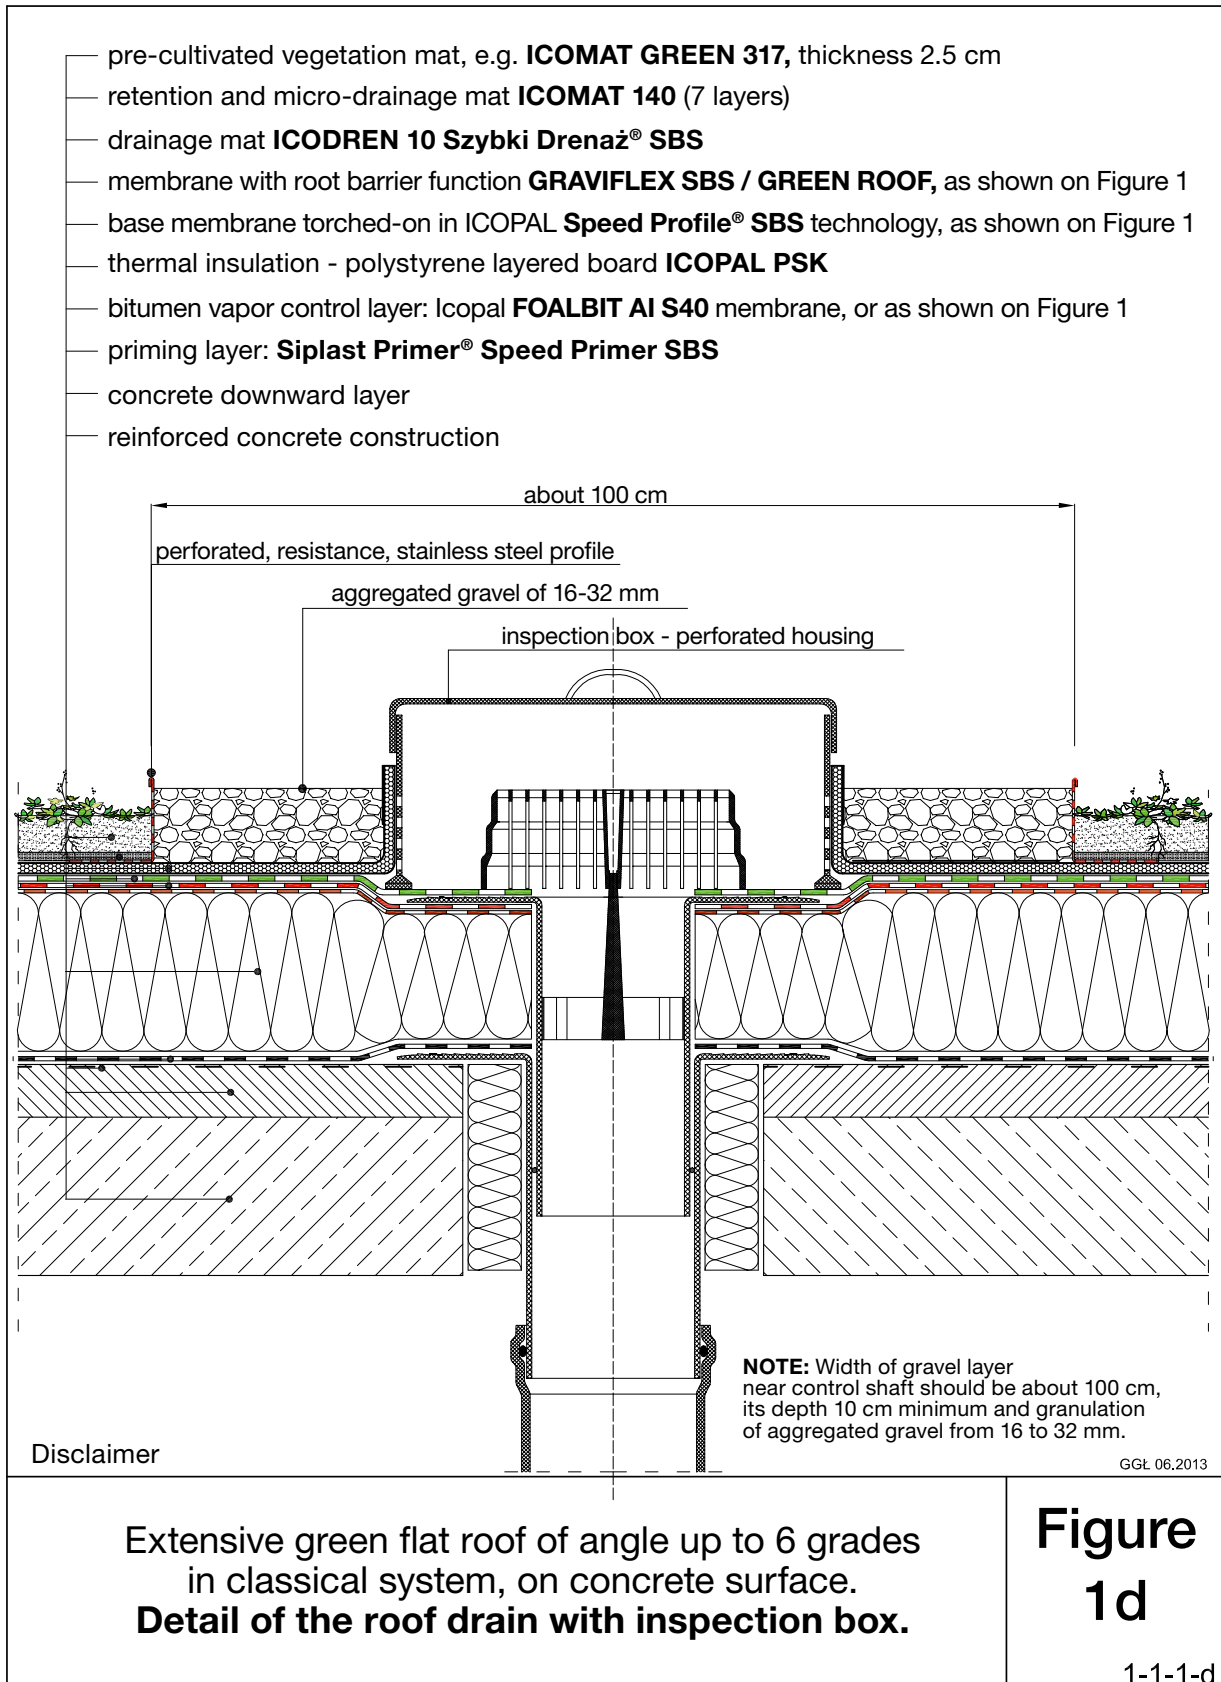 pre-cultivated vegetation mat, e.g. ICOMAT GREEN 317, thickness 2.5 cm
retention and micro-drainage mat ICOMAT 140 (7 layers)
drainage mat ICODREN 10 Szybki Drenaż® SBS
membrane with root barrier function GRAVIFLEX SBS / GREEN ROOF, as shown on Figure 1
base membrane torched-on in ICOPAL Speed Profile® SBS technology, as shown on Figure 1
thermal insulation - polystyrene layered board ICOPAL PSK
bitumen vapor control layer: Icopal FOALBIT Al S40 membrane, or as shown on Figure 1
priming layer: Siplast Primer® Speed Primer SBS
concrete downward layer
reinforced concrete construction
about 100 cm
perforated, resistance, stainless steel profile
aggregated gravel of 16-32 mm
inspection box - perforated housing
NOTE: Width of gravel layer
near control shaft should be about 100 cm,
its depth 10 cm minimum and granulation
of aggregated gravel from 16 to 32 mm.
Disclaimer
GGŁ 06.2013
Extensive green flat roof of angle up to 6 grades
in classical system, on concrete surface.
Detail of the roof drain with inspection box.
Figure
1d
1-1-1-d